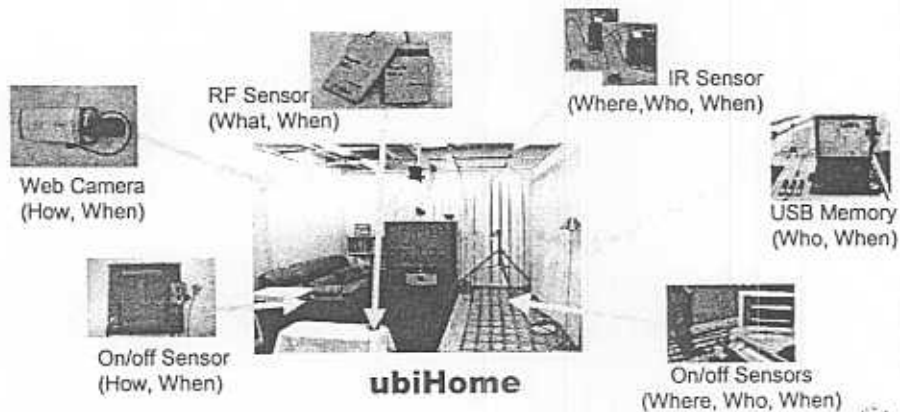 RF Sensor
(What, When)
IR Sensor
(Where,Who, When)
Web Camera
(How, When)
USB Memory
(Who, When)
On/off Sensor
(How, When)
ubiHome
On/off Sensors
(Where, Who, When)